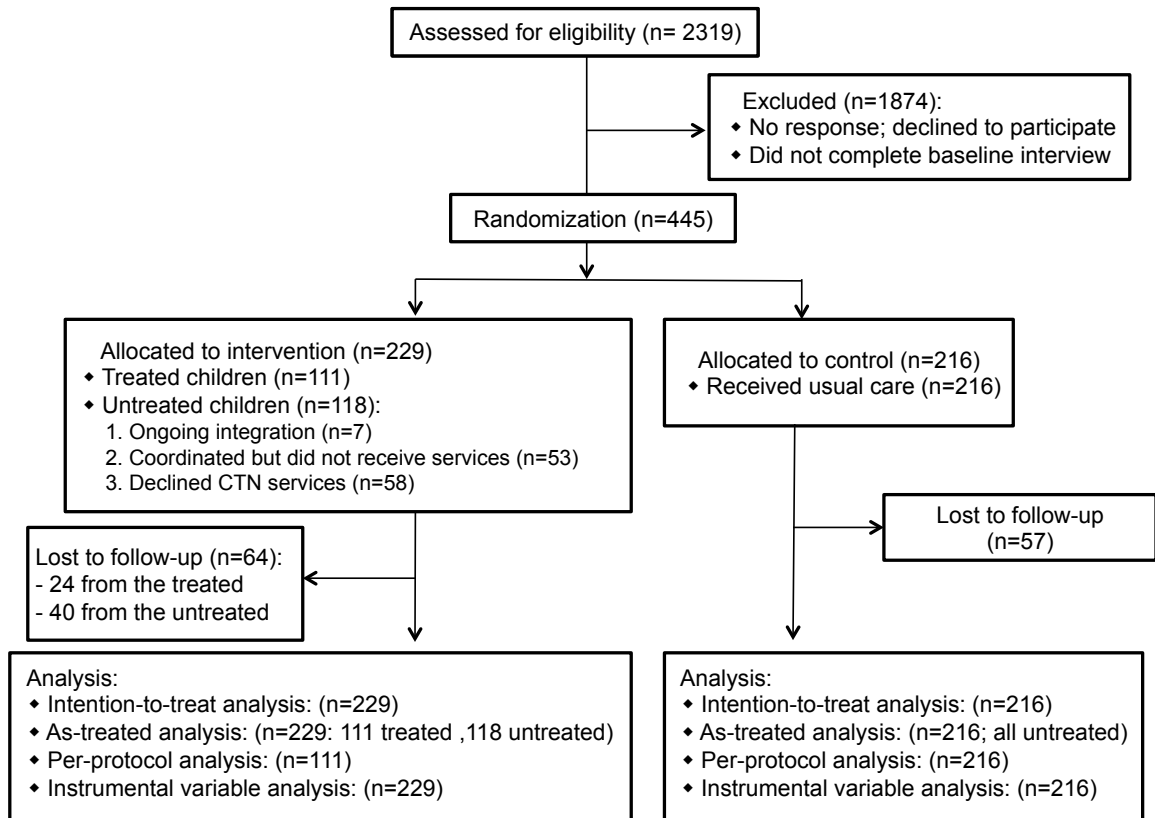 Assessed for eligibility (n= 2319)
Excluded (n=1874):
◆ No response; declined to participate
◆ Did not complete baseline interview
Randomization (n=445)
Allocated to intervention (n=229)
◆ Treated children (n=111)
◆ Untreated children (n=118):
1. Ongoing integration (n=7)
2. Coordinated but did not receive services (n=53)
3. Declined CTN services (n=58)
Allocated to control (n=216)
◆ Received usual care (n=216)
Lost to follow-up (n=64):
- 24 from the treated
- 40 from the untreated
Lost to follow-up
(n=57)
Analysis:
◆ Intention-to-treat analysis: (n=229)
◆ As-treated analysis: (n=229: 111 treated ,118 untreated)
◆ Per-protocol analysis: (n=111)
◆ Instrumental variable analysis: (n=229)
Analysis:
◆ Intention-to-treat analysis: (n=216)
◆ As-treated analysis: (n=216; all untreated)
◆ Per-protocol analysis: (n=216)
◆ Instrumental variable analysis: (n=216)